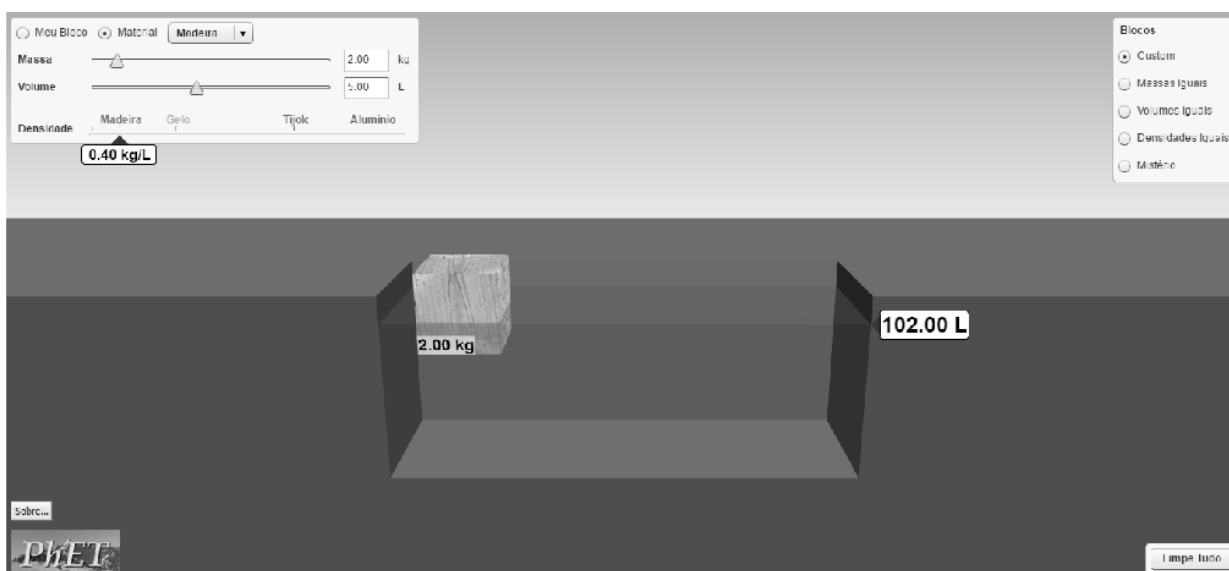 Meu Bloco Material Madeira
Massa 2.00 kg
Volume 5.00 L
Densidade Madeira Gelo Tijolo Alumínio
0.40 kg/L
Blocos
Custom
Massas Iguais
Volumes Iguais
Densidades Iguais
Mistério
2.00 kg
102.00 L
Sobre...
PhET
Limpe Tudo